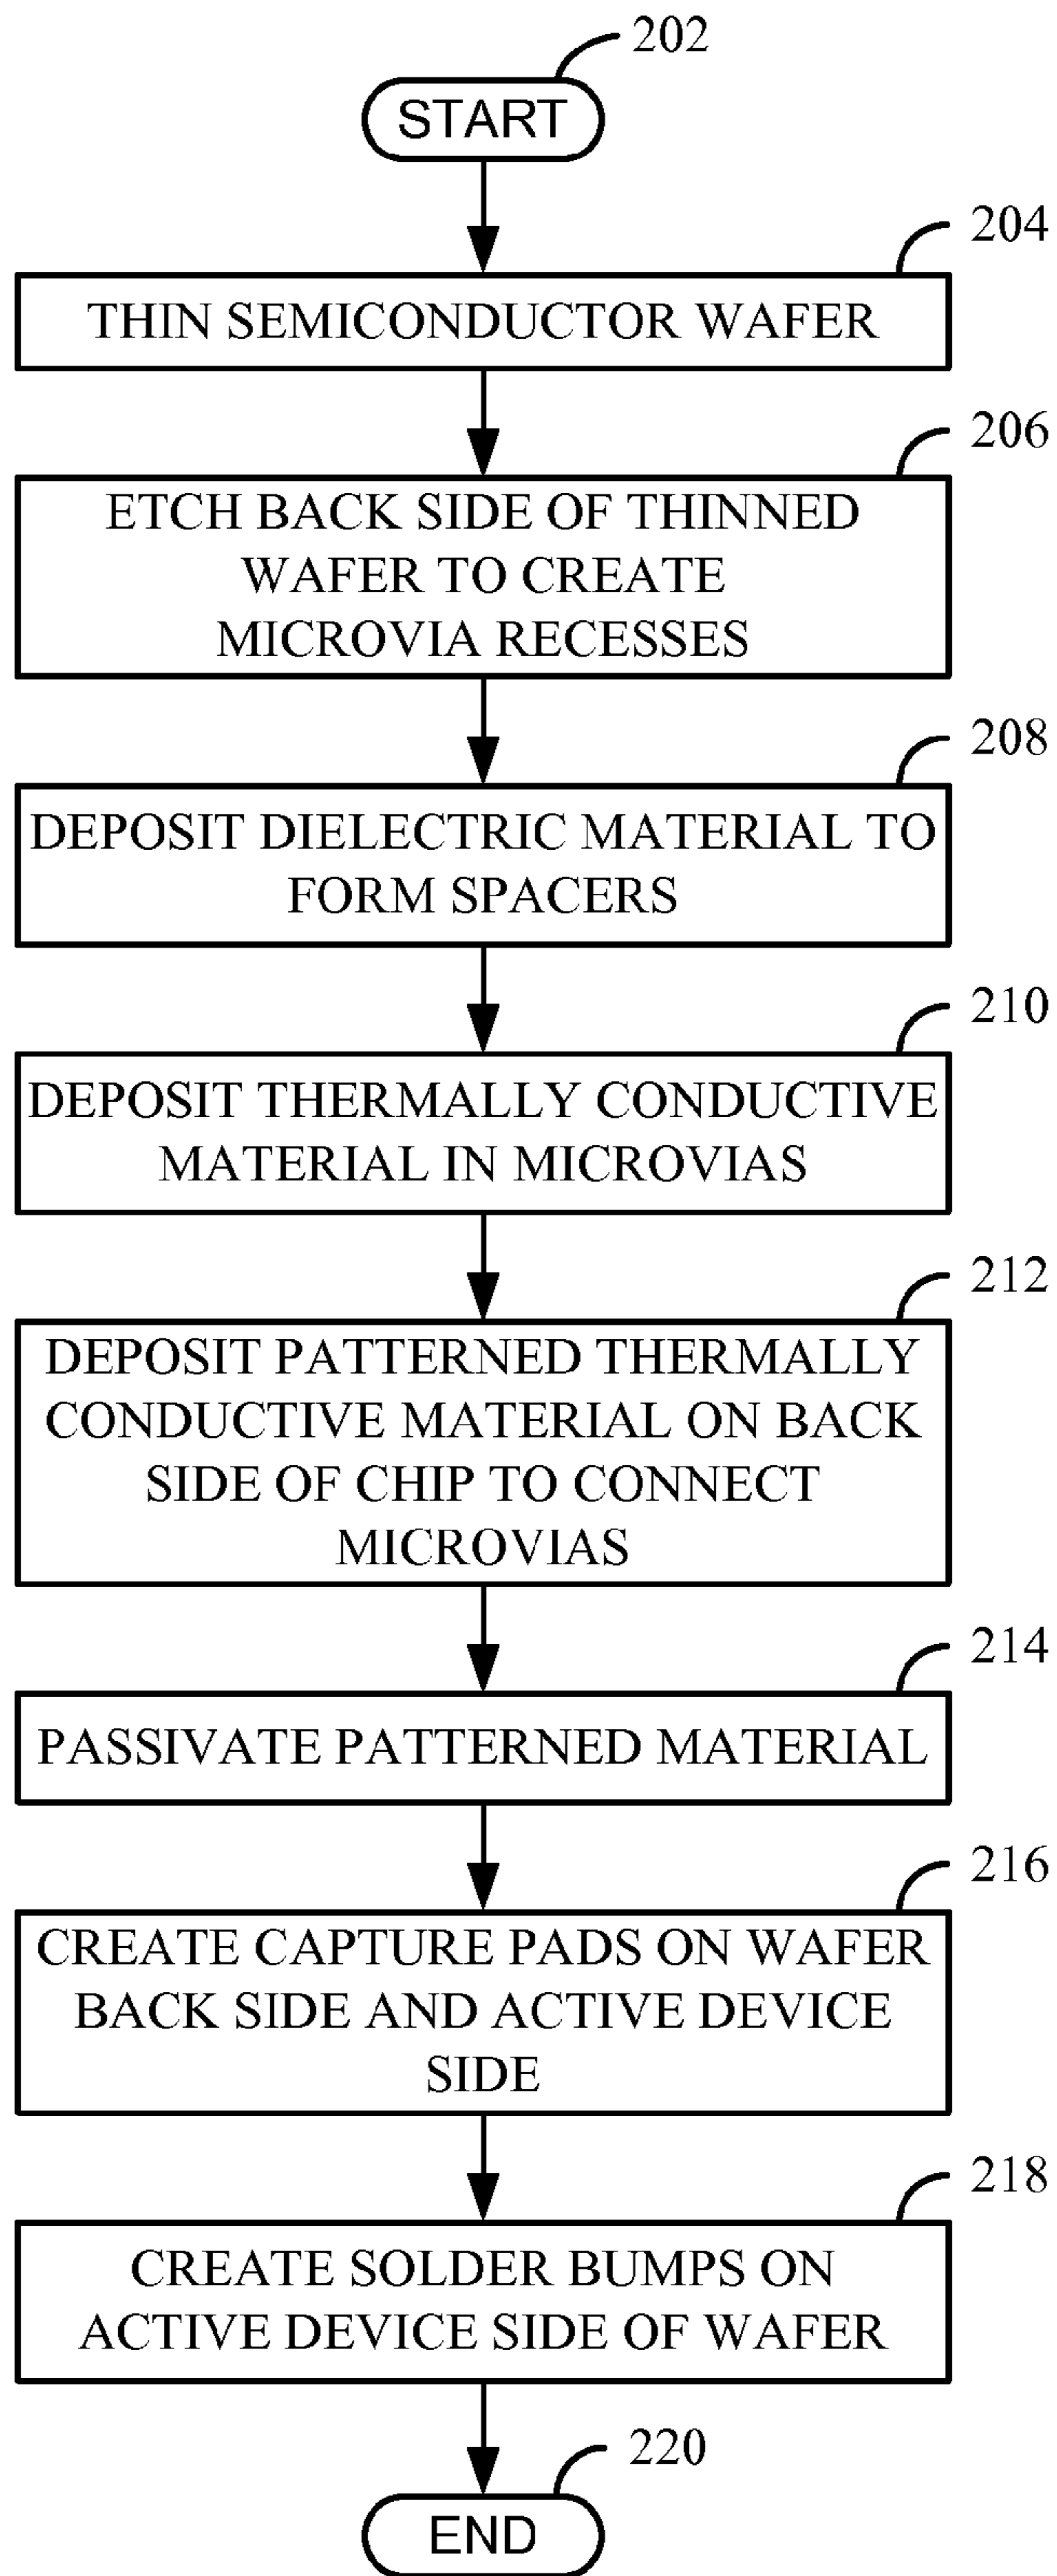 202
START
204
THIN SEMICONDUCTOR WAFER
206
ETCH BACK SIDE OF THINNED
WAFER TO CREATE
MICROVIA RECESSES
208
DEPOSIT DIELECTRIC MATERIAL TO
FORM SPACERS
210
DEPOSIT THERMALLY CONDUCTIVE
MATERIAL IN MICROVIAS
212
DEPOSIT PATTERNED THERMALLY
CONDUCTIVE MATERIAL ON BACK
SIDE OF CHIP TO CONNECT
MICROVIAS
214
PASSIVATE PATTERNED MATERIAL
216
CREATE CAPTURE PADS ON WAFER
BACK SIDE AND ACTIVE DEVICE
SIDE
218
CREATE SOLDER BUMPS ON
ACTIVE DEVICE SIDE OF WAFER
220
END